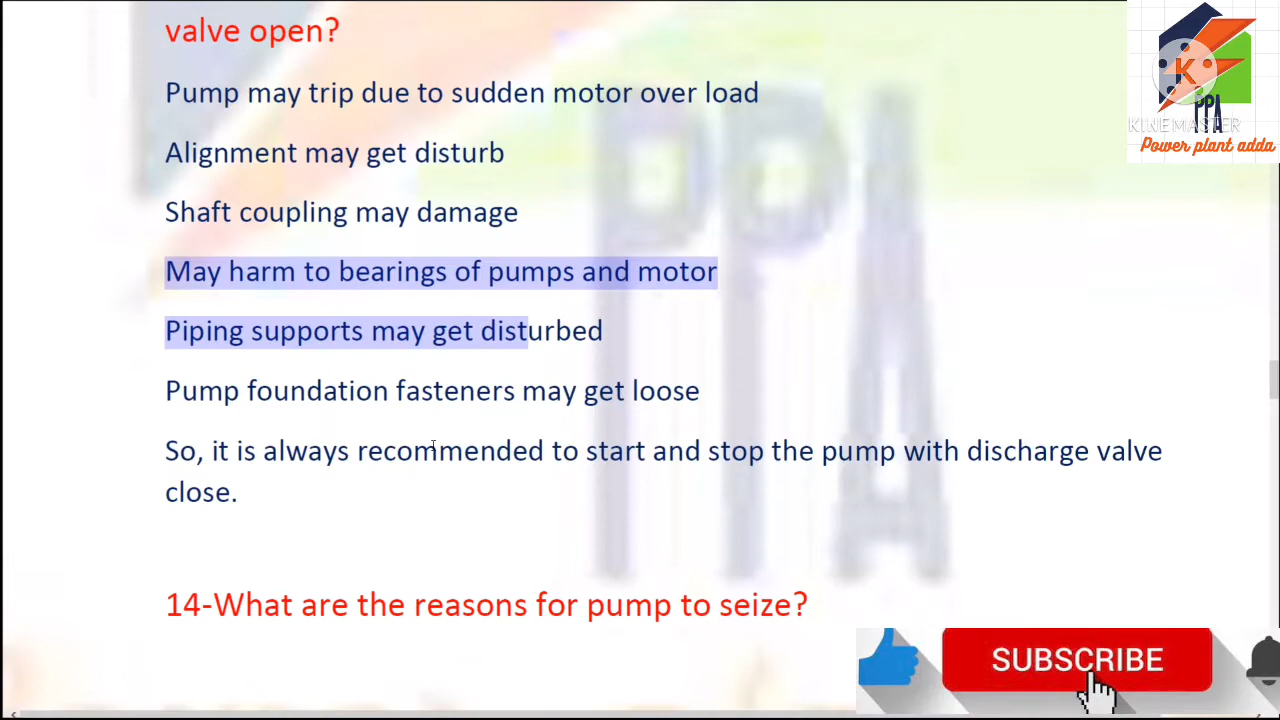 valve open?
Pump may trip due to sudden motor over load
Alignment may get disturb
Shaft coupling may damage
May harm to bearings of pumps and motor
Piping supports may get disturbed
Pump foundation fasteners may get loose
So, it is always recommended to start and stop the pump with discharge valve
close.
14-What are the reasons for pump to seize?
PPA
K
PPA
KINEMASTER
Power plant adda
SUBSCRIBE